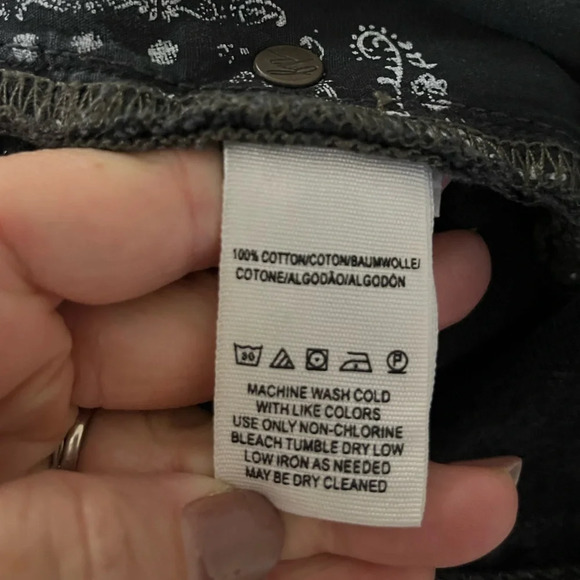 100% COTTON/COTON/BAUMWOLLE/
COTONE/ALGODÃO/ALGODÓN
30 P
MACHINE WASH COLD
WITH LIKE COLORS
USE ONLY NON-CHLORINE
BLEACH TUMBLE DRY LOW
LOW IRON AS NEEDED
MAY BE DRY CLEANED